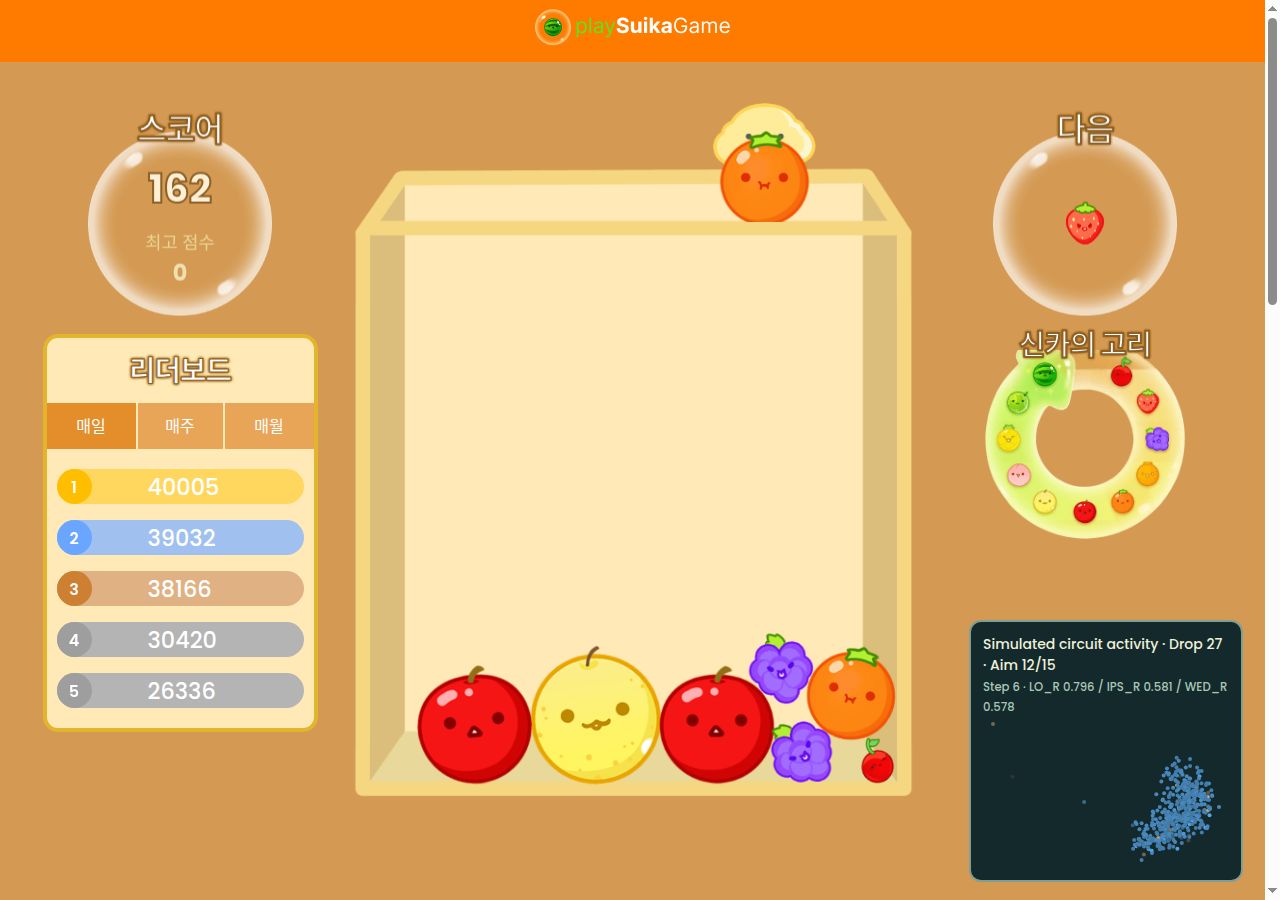 playSuikaGame
스코어
162
최고 점수
0
다음
신카의 고리
리더보드
매일 매주 매월
1 40005
2 39032
3 38166
4 30420
5 26336
Simulated circuit activity · Drop 27
· Aim 12/15
Step 6 · LO_R 0.796 / IPS_R 0.581 / WED_R
0.578